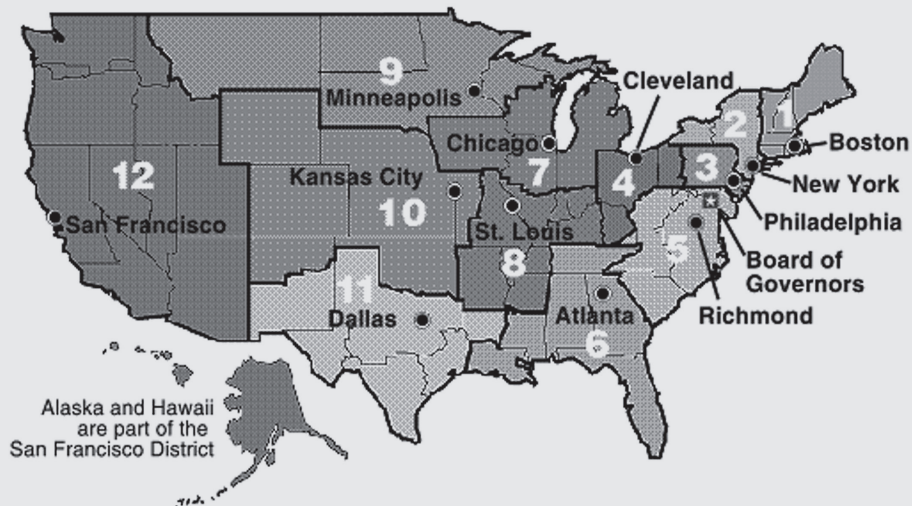 9
Minneapolis
Cleveland
2
1
Chicago
7
Boston
12
Kansas City
4
3
New York
10
San Francisco
St. Louis
Philadelphia
8
5
Board of
Governors
11
Dallas
Atlanta
6
Richmond
Alaska and Hawaii
are part of the
San Francisco District